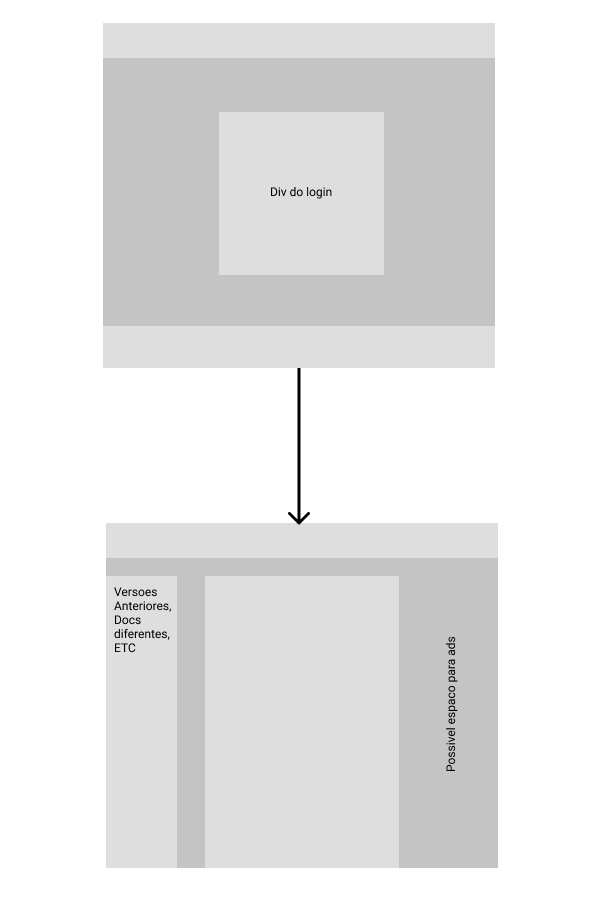 Div do login
Versoes
Anteriores,
Docs
diferentes,
ETC
Possivel espaco para ads